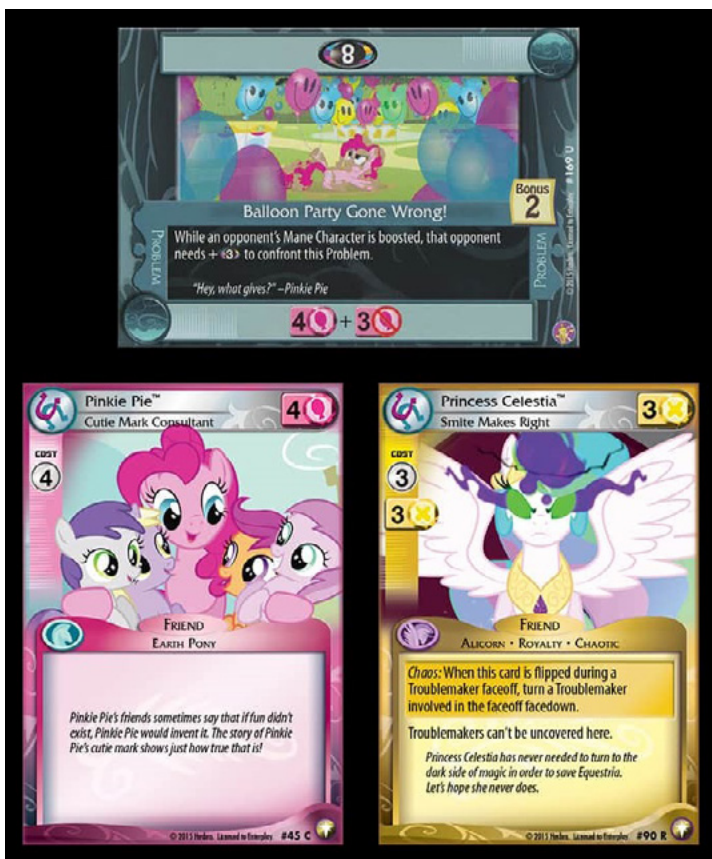 8
Bonus
2
Balloon Party Gone Wrong!
PROBLEM
While an opponent's Mane Character is boosted, that opponent
needs + 3 to confront this Problem.
"Hey, what gives?" –Pinkie Pie
PROBLEM
#169 U
© 2015 Hasbro. Licensed to Enterplay.
4 + 3
Pinkie Pie™
Cutie Mark Consultant
4
COST
4
FRIEND
EARTH PONY
Pinkie Pie's friends sometimes say that if fun didn't
exist, Pinkie Pie would invent it. The story of Pinkie
Pie's cutie mark shows just how true that is!
© 2015 Hasbro. Licensed to Enterplay. #45 C
Princess Celestia™
Smite Makes Right
3
COST
3
3
FRIEND
ALICORN • ROYALTY • CHAOTIC
Chaos: When this card is flipped during a
Troublemaker faceoff, turn a Troublemaker
involved in the faceoff facedown.
Troublemakers can't be uncovered here.
Princess Celestia has never needed to turn to the
dark side of magic in order to save Equestria.
Let's hope she never does.
© 2015 Hasbro. Licensed to Enterplay. #90 R